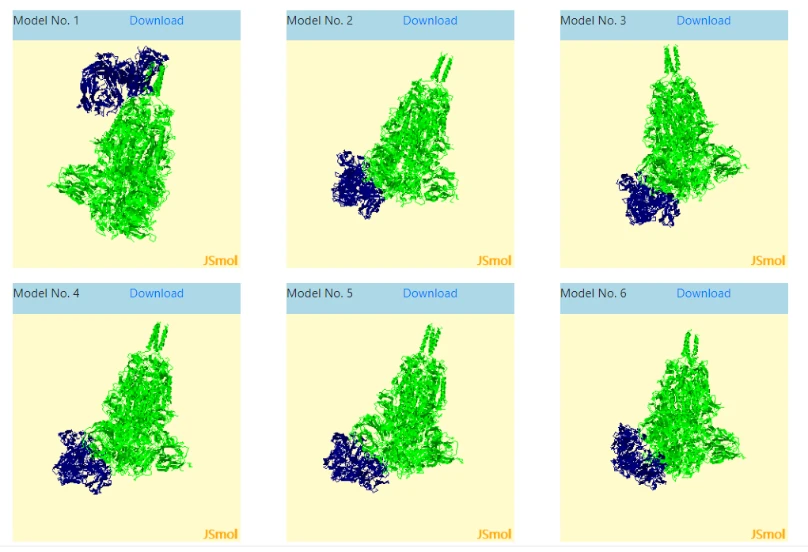 Model No. 1 Download
Model No. 2 Download
Model No. 3 Download
JSmol
JSmol
JSmol
Model No. 4 Download
Model No. 5 Download
Model No. 6 Download
JSmol
JSmol
JSmol